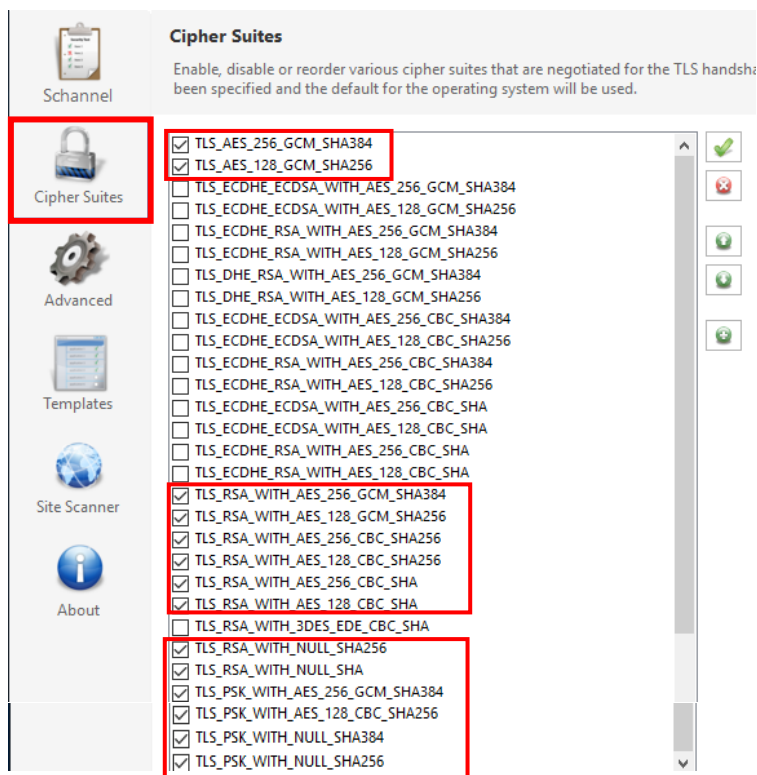 Schannel
Cipher Suites
Advanced
Templates
Site Scanner
About
Cipher Suites
Enable, disable or reorder various cipher suites that are negotiated for the TLS handsha
been specified and the default for the operating system will be used.
TLS_AES_256_GCM_SHA384
TLS_AES_128_GCM_SHA256
TLS_ECDHE_ECDSA_WITH_AES_256_GCM_SHA384
TLS_ECDHE_ECDSA_WITH_AES_128_GCM_SHA256
TLS_ECDHE_RSA_WITH_AES_256_GCM_SHA384
TLS_ECDHE_RSA_WITH_AES_128_GCM_SHA256
TLS_DHE_RSA_WITH_AES_256_GCM_SHA384
TLS_DHE_RSA_WITH_AES_128_GCM_SHA256
TLS_ECDHE_ECDSA_WITH_AES_256_CBC_SHA384
TLS_ECDHE_ECDSA_WITH_AES_128_CBC_SHA256
TLS_ECDHE_RSA_WITH_AES_256_CBC_SHA384
TLS_ECDHE_RSA_WITH_AES_128_CBC_SHA256
TLS_ECDHE_ECDSA_WITH_AES_256_CBC_SHA
TLS_ECDHE_ECDSA_WITH_AES_128_CBC_SHA
TLS_ECDHE_RSA_WITH_AES_256_CBC_SHA
TLS_ECDHE_RSA_WITH_AES_128_CBC_SHA
TLS_RSA_WITH_AES_256_GCM_SHA384
TLS_RSA_WITH_AES_128_GCM_SHA256
TLS_RSA_WITH_AES_256_CBC_SHA256
TLS_RSA_WITH_AES_128_CBC_SHA256
TLS_RSA_WITH_AES_256_CBC_SHA
TLS_RSA_WITH_AES_128_CBC_SHA
TLS_RSA_WITH_3DES_EDE_CBC_SHA
TLS_RSA_WITH_NULL_SHA256
TLS_RSA_WITH_NULL_SHA
TLS_PSK_WITH_AES_256_GCM_SHA384
TLS_PSK_WITH_AES_128_CBC_SHA256
TLS_PSK_WITH_NULL_SHA384
TLS_PSK_WITH_NULL_SHA256